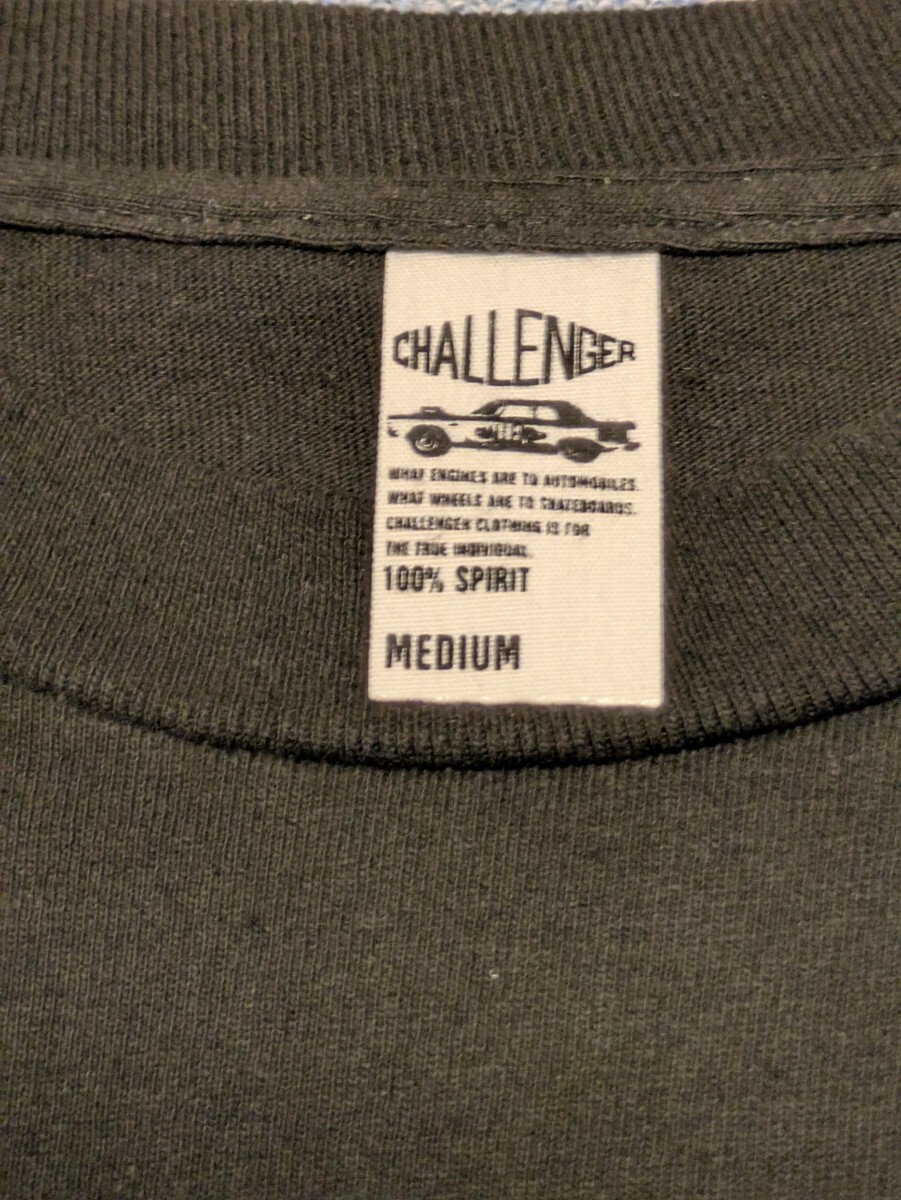 CHALLENGER
WHAT ENGINES ARE TO AUTOMOBILES.
WHAT WHEELS ARE TO SKATEBOARDS.
CHALLENGER CLOTHING IS FOR
THE TRUE INDIVIDUAL.
100% SPIRIT
MEDIUM